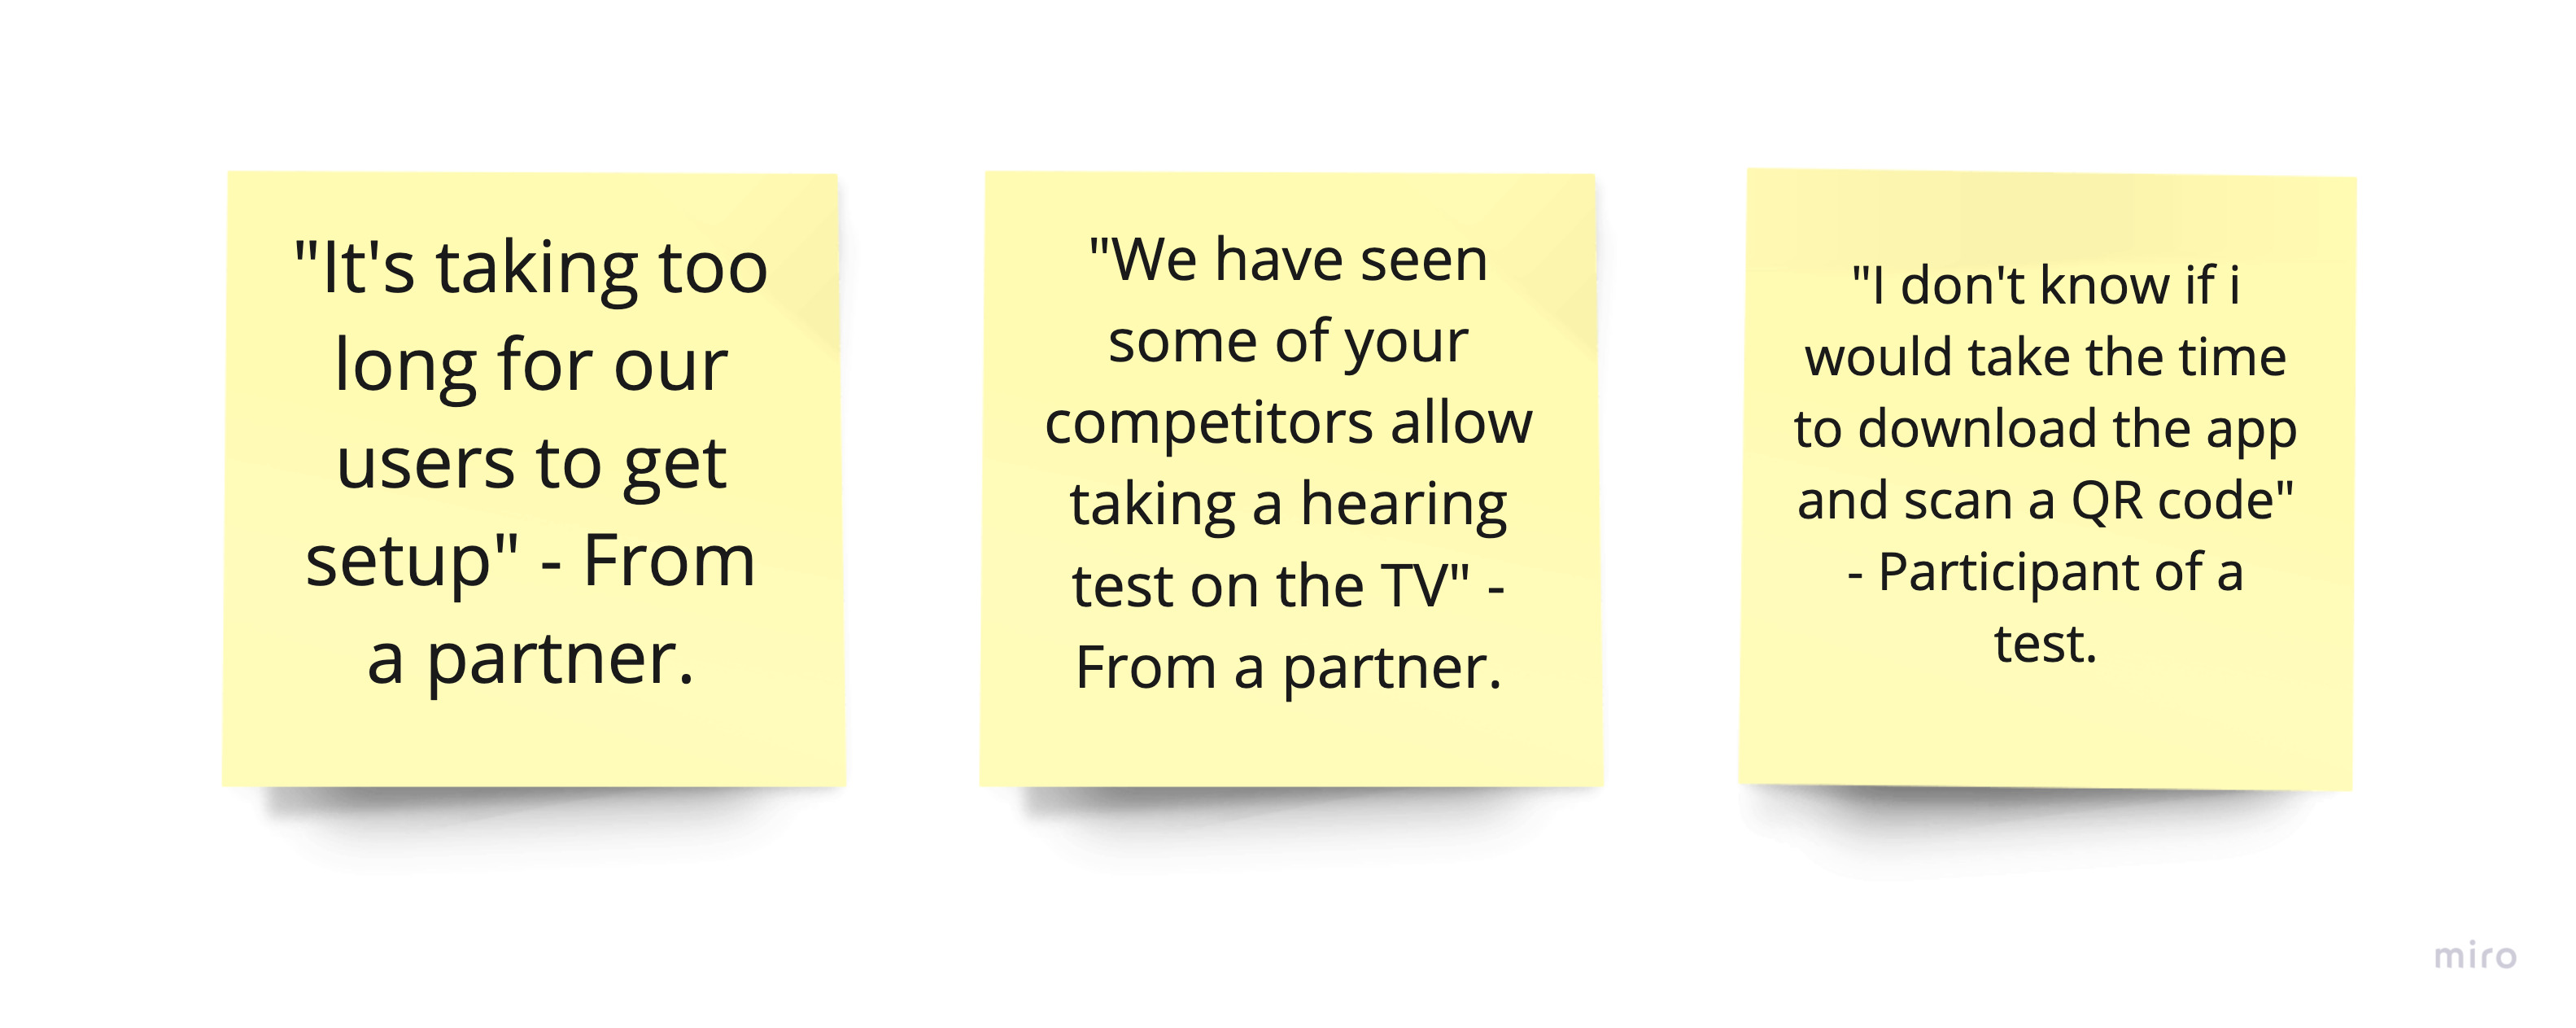 "It's taking too
long for our
users to get
setup" - From
a partner.
"We have seen
some of your
competitors allow
taking a hearing
test on the TV" -
From a partner.
"I don't know if i
would take the time
to download the app
and scan a QR code"
- Participant of a
test.
miro